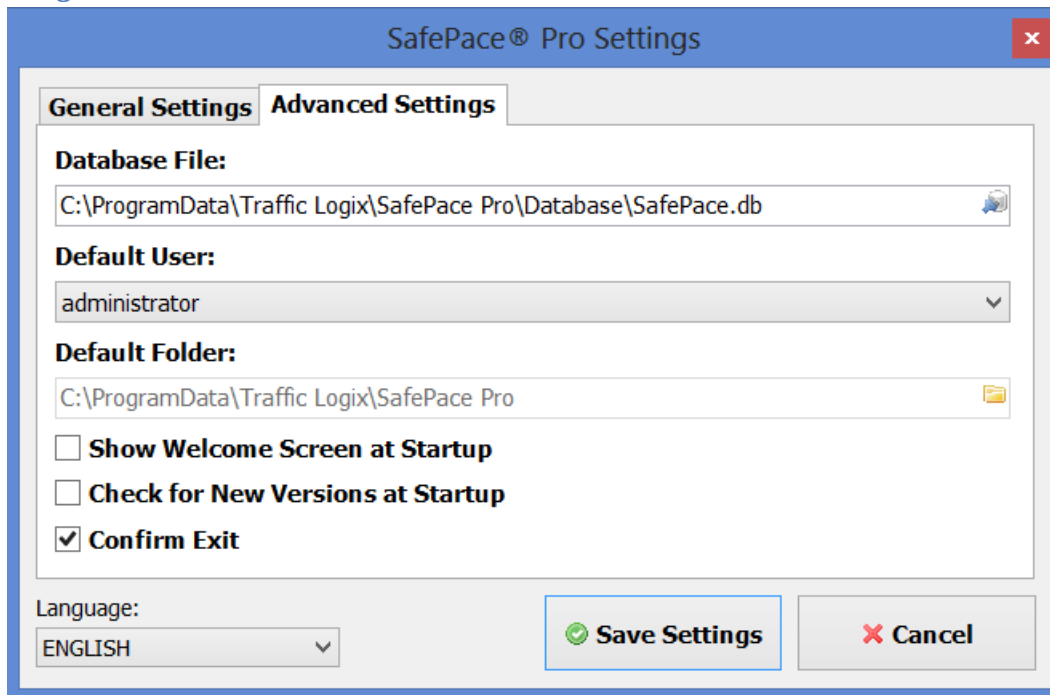 SafePace® Pro Settings
General Settings
Advanced Settings
Database File:
C:\ProgramData\Traffic Logix\SafePace Pro\Database\SafePace.db
Default User:
administrator
Default Folder:
C:\ProgramData\Traffic Logix\SafePace Pro
Show Welcome Screen at Startup
Check for New Versions at Startup
Confirm Exit
Language:
ENGLISH
Save Settings
Cancel